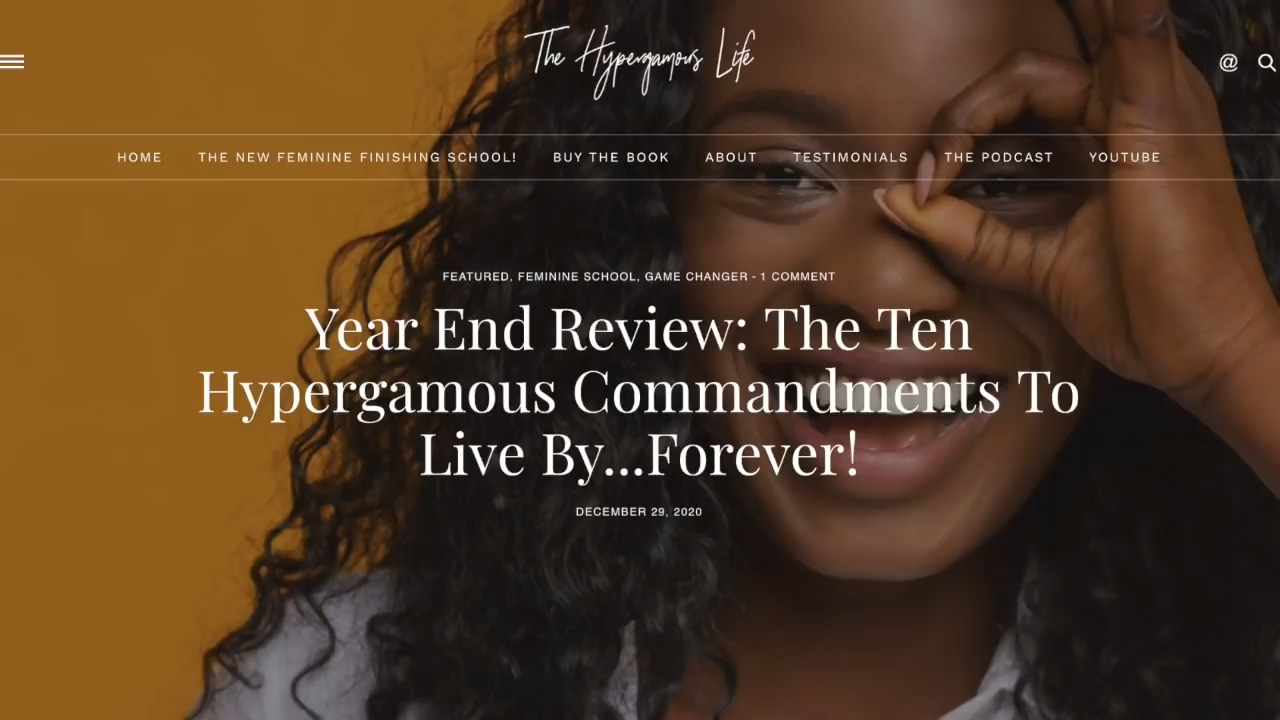 The Hypergamous Life
@
HOME THE NEW FEMININE FINISHING SCHOOL! BUY THE BOOK ABOUT TESTIMONIALS THE PODCAST YOUTUBE
FEATURED, FEMININE SCHOOL, GAME CHANGER - 1 COMMENT
Year End Review: The Ten
Hypergamous Commandments To
Live By...Forever!
DECEMBER 29, 2020